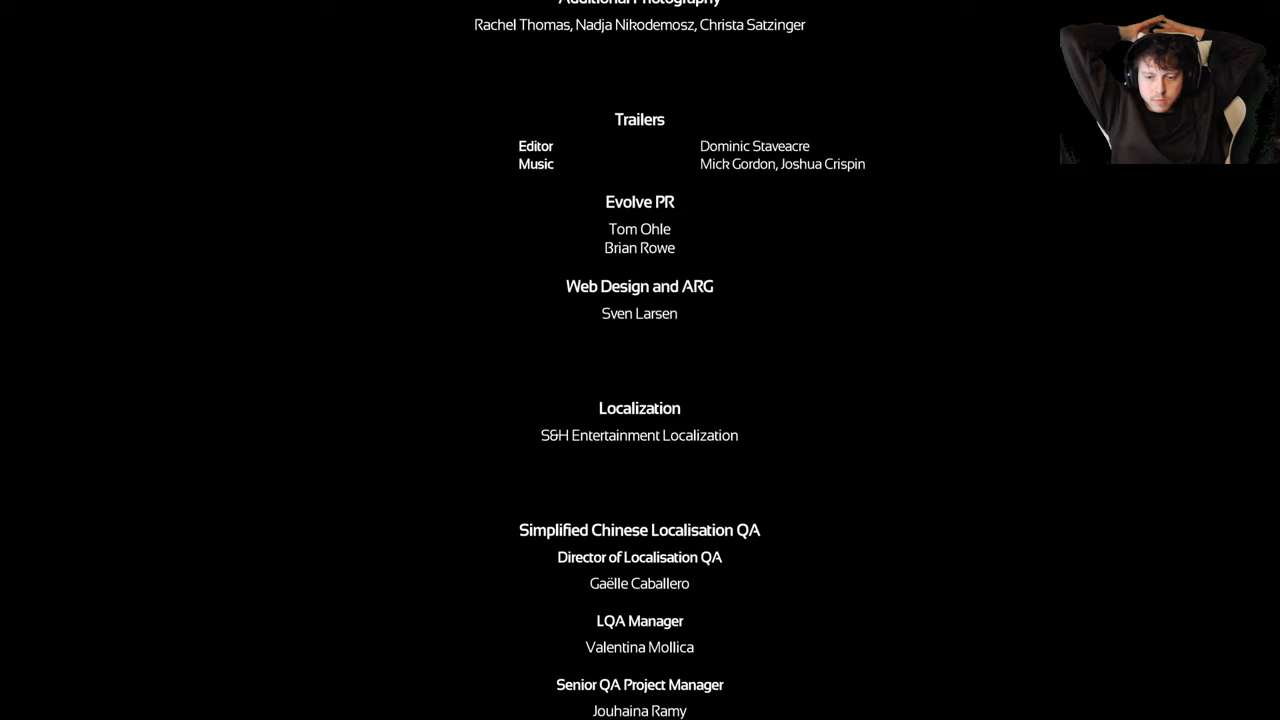 Additional Photography
Rachel Thomas, Nadja Nikodemosz, Christa Satzinger
Trailers
Editor Dominic Staveacre
Music Mick Gordon, Joshua Crispin
Evolve PR
Tom Ohle
Brian Rowe
Web Design and ARG
Sven Larsen
Localization
S&H Entertainment Localization
Simplified Chinese Localisation QA
Director of Localisation QA
Gaëlle Caballero
LQA Manager
Valentina Mollica
Senior QA Project Manager
Jouhaina Ramy